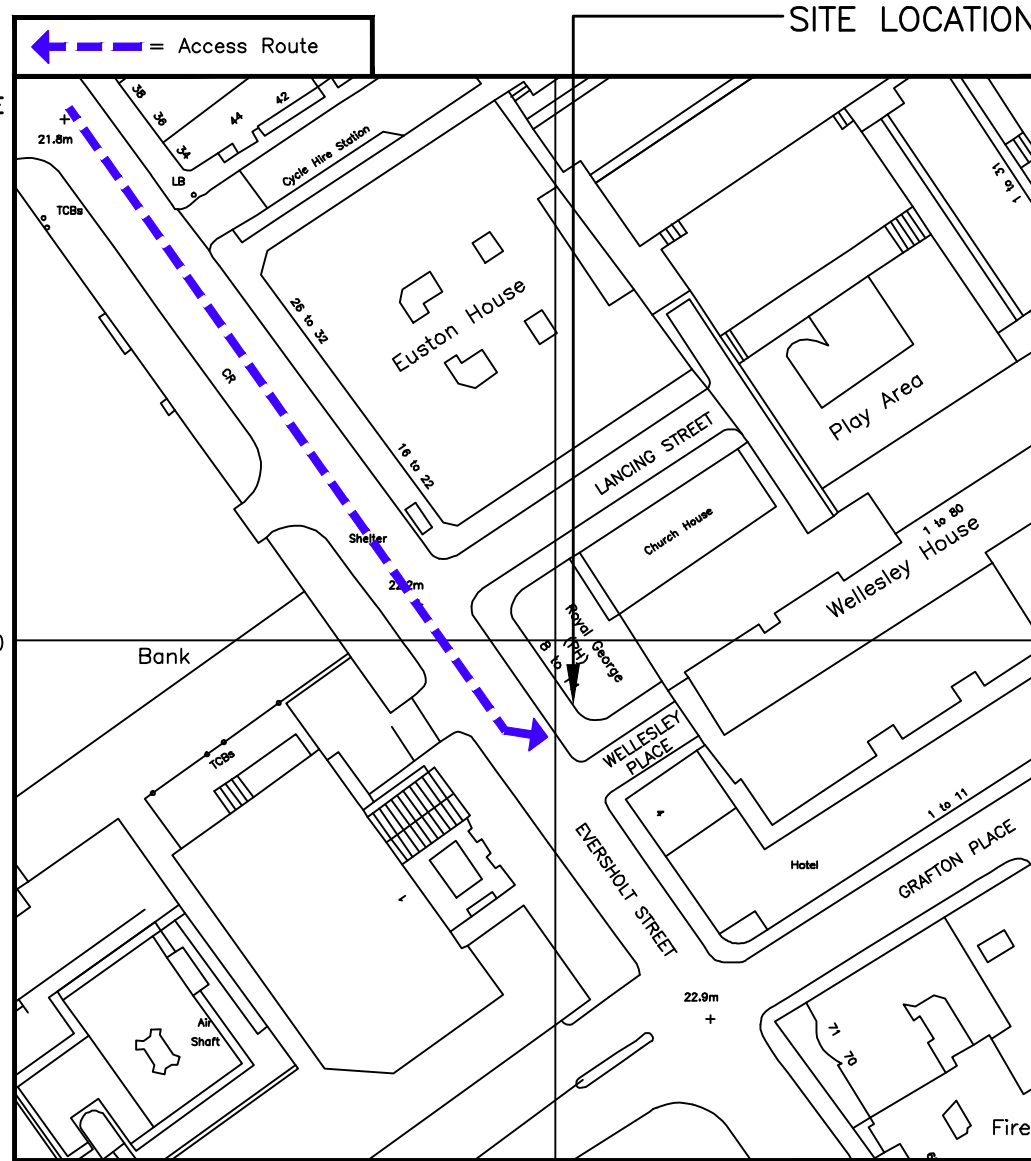 SITE LOCATION
= Access Route
21.8m
38
36
34
44
42
Cycle Hire Station
LB
TCBs
1 to 31
26 to 32
Euston House
CR
Play Area
16 to 22
LANCING STREET
Church House
1 to 80
Wellesley House
Shelter
22.2m
Royal George
(PH)
8 to
Bank
WELLESLEY
PLACE
TCBs
4
1 to 11
Hotel
GRAFTON PLACE
EVERSHOLT STREET
1
22.9m
Air
Shaft
71
70
Fire